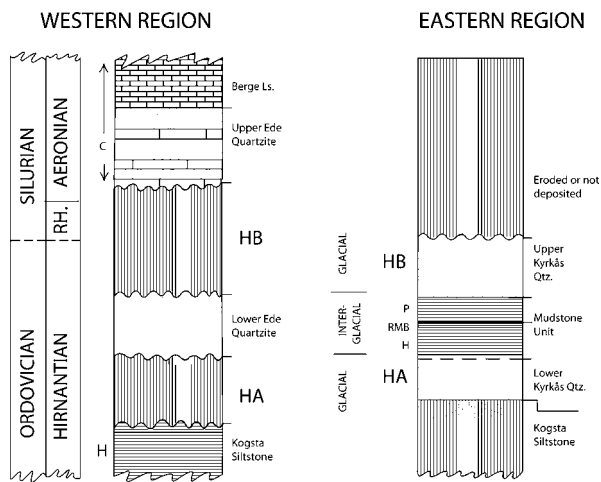 WESTERN REGION
EASTERN REGION
SILURIAN
AERONIAN
RH.
ORDOVICIAN
HIRNANTIAN
C
Berge Ls.
Upper Ede
Quartzite
HB
Lower Ede
Quartzite
HA
H
Kogsta
Siltstone
Eroded or not
deposited
GLACIAL
HB
Upper
Kyrkås
Qtz.
INTER-
GLACIAL
P
RMB
H
Mudstone
Unit
GLACIAL
HA
Lower
Kyrkås Qtz.
Kogsta
Siltstone